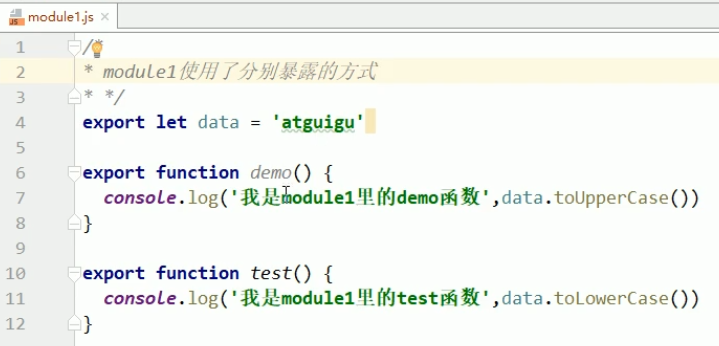 module1.js
1 /*
2 * module1使用了分别暴露的方式
3 * */
4 export let data = 'atguigu'
5
6 export function demo() {
7 console.log('我是module1里的demo函数',data.toUpperCase())
8 }
9
10 export function test() {
11 console.log('我是module1里的test函数',data.toLowerCase())
12 }